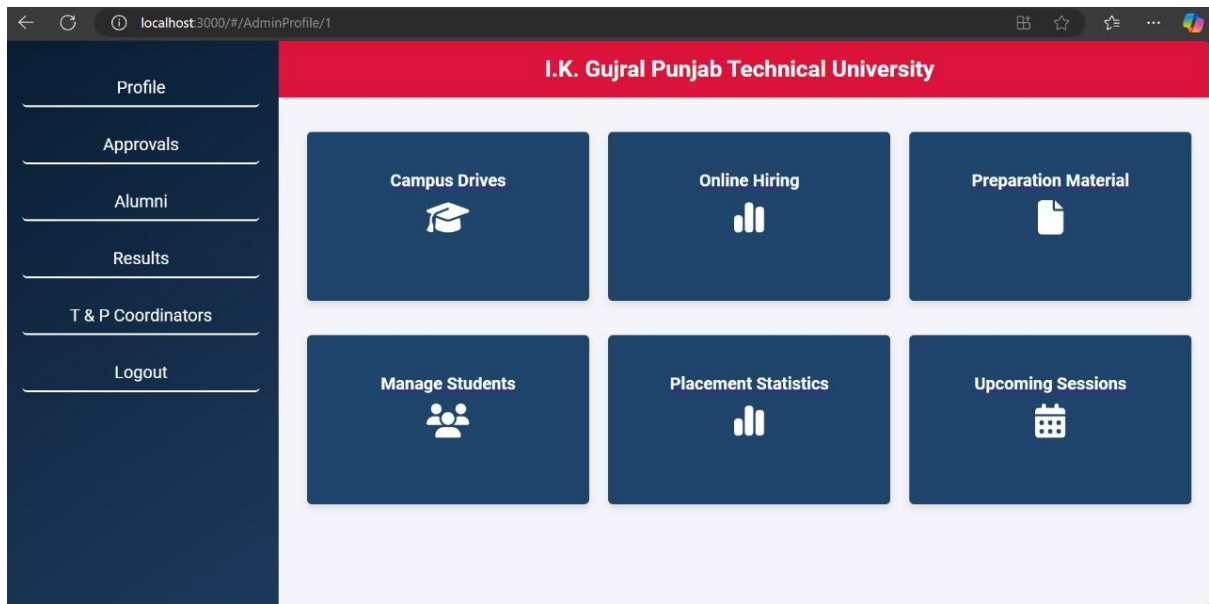 localhost:3000/#/AdminProfile/1
I.K. Gujral Punjab Technical University
Profile
Approvals
Alumni
Results
T & P Coordinators
Logout
Campus Drives
Online Hiring
Preparation Material
Manage Students
Placement Statistics
Upcoming Sessions